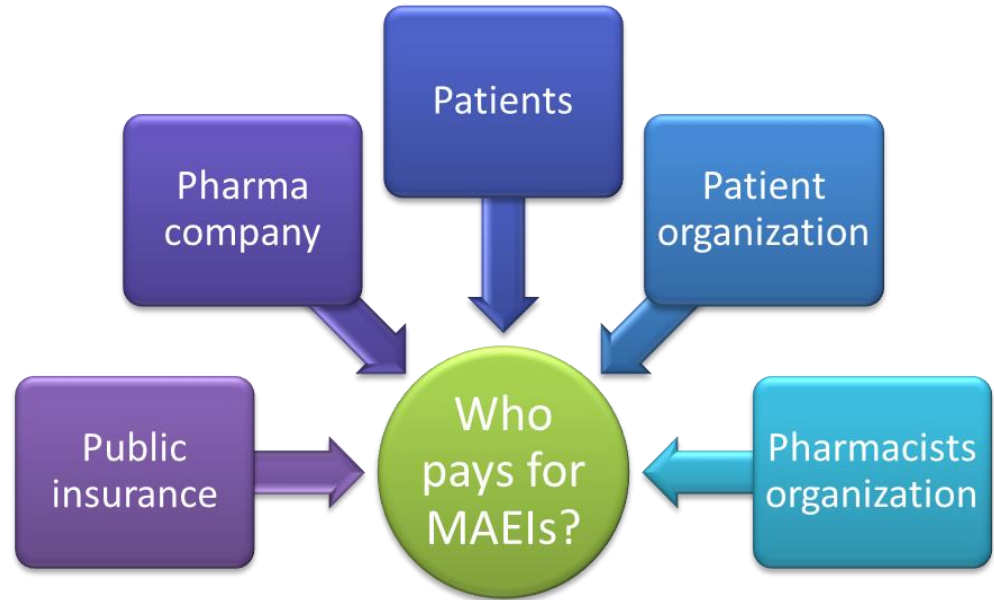 Patients
Pharma
company
Patient
organization
Public
insurance
Who
pays for
MAEIs?
Pharmacists
organization